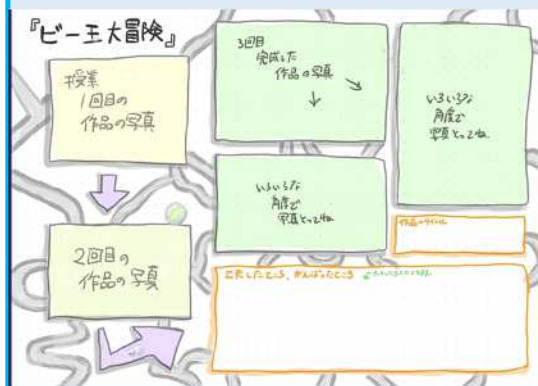 『ビー玉大冒険』
授業
1回目の
作品の写真
2回目の
作品の写真
3回目
完成した
作品の写真
いろいろな
角度で
写真とってね
いろいろな
角度で
写真とってね
作品のタイトル
工夫したところ、がんばったところ